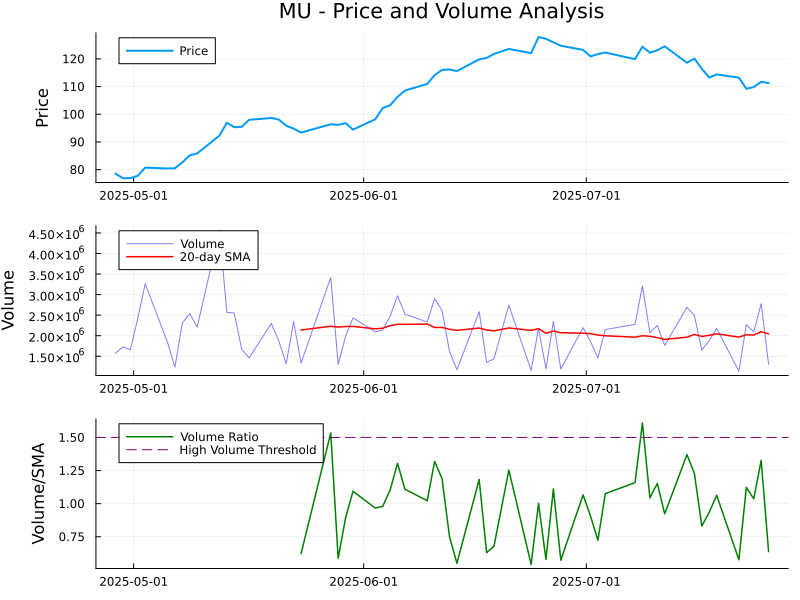 MU - Price and Volume Analysis
Price
120
110
100
90
80
Price
2025-05-01 2025-06-01 2025-07-01
Volume
20-day SMA
4.50×10⁶
4.00×10⁶
3.50×10⁶
3.00×10⁶
2.50×10⁶
2.00×10⁶
1.50×10⁶
Volume
2025-05-01 2025-06-01 2025-07-01
Volume Ratio
High Volume Threshold
1.50
1.25
1.00
0.75
Volume/SMA
2025-05-01 2025-06-01 2025-07-01